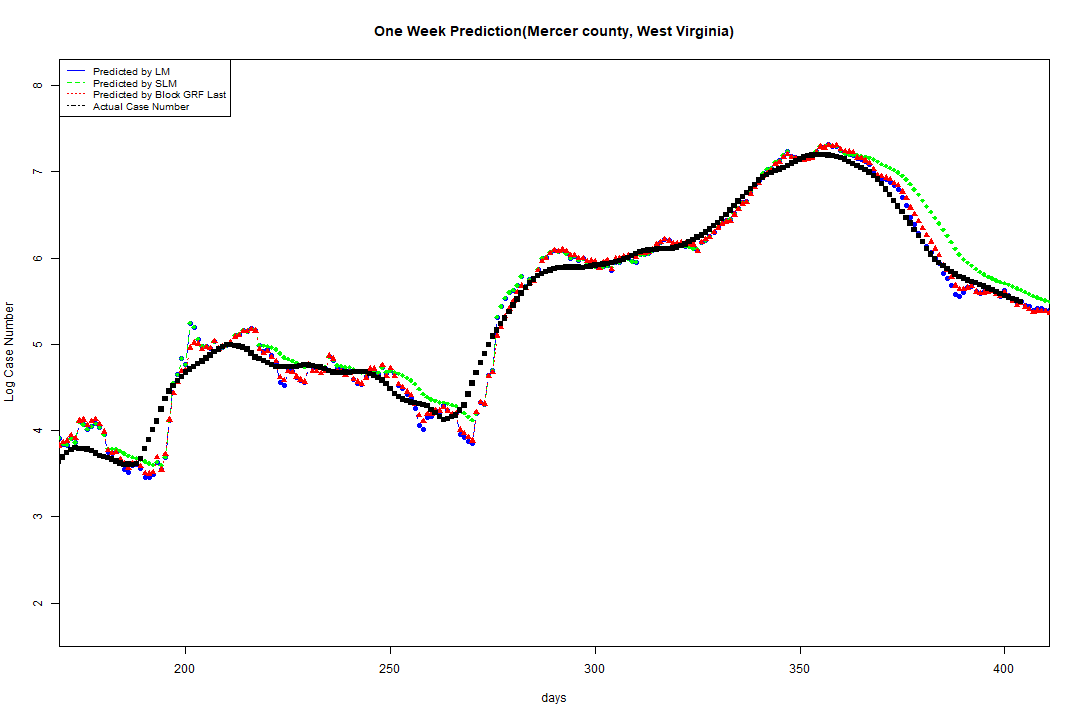 One Week Prediction(Mercer county, West Virginia)
Predicted by LM
Predicted by SLM
Predicted by Block GRF Last
Actual Case Number
8
7
6
5
4
3
2
Log Case Number
200 250 300 350 400
days